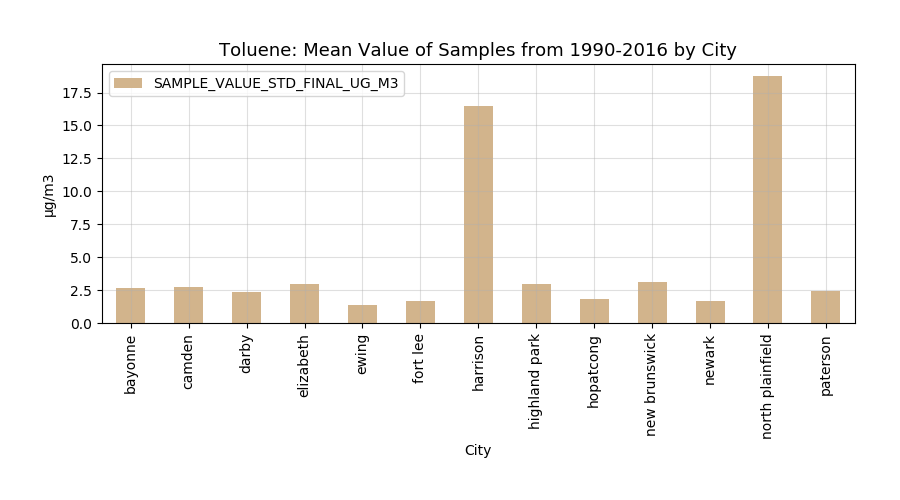 Toluene: Mean Value of Samples from 1990-2016 by City
SAMPLE_VALUE_STD_FINAL_UG_M3
µg/m3
17.5
15.0
12.5
10.0
7.5
5.0
2.5
0.0
bayonne
camden
darby
elizabeth
ewing
fort lee
harrison
highland park
hopatcong
new brunswick
newark
north plainfield
paterson
City